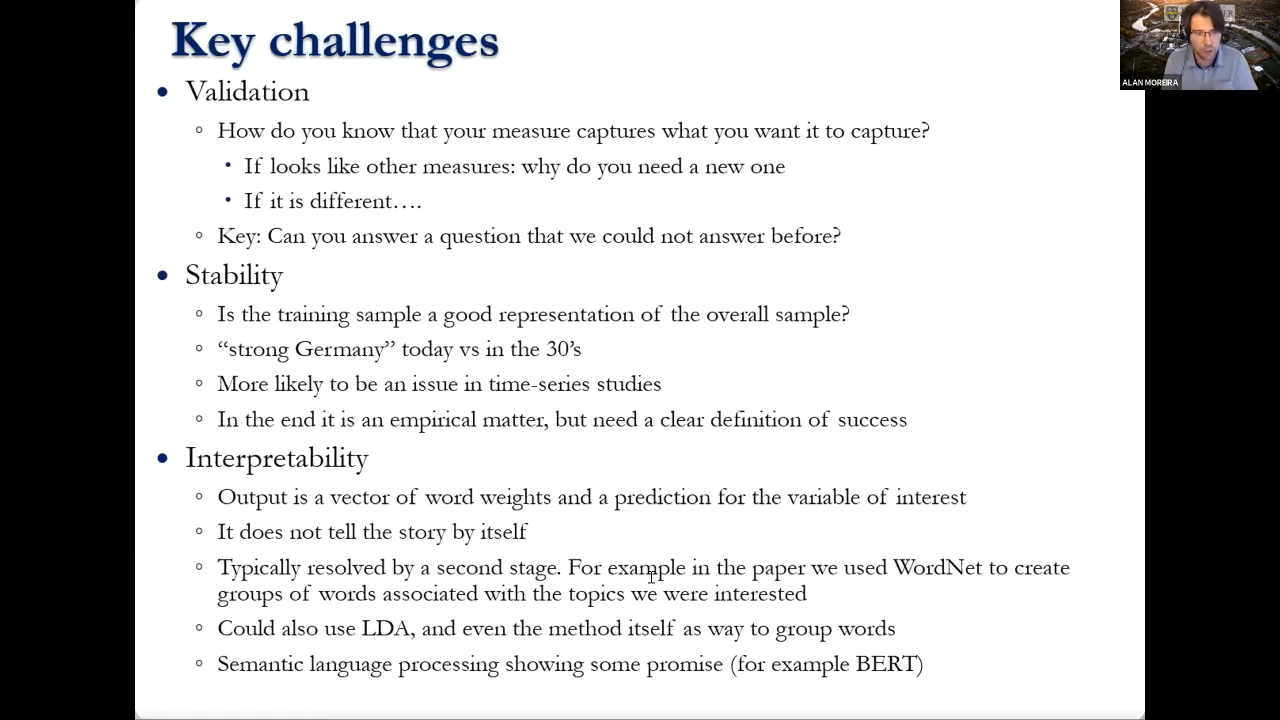 Key challenges
ALAN MOREIRA
• Validation
◦ How do you know that your measure captures what you want it to capture?
• If looks like other measures: why do you need a new one
• If it is different….
◦ Key: Can you answer a question that we could not answer before?
• Stability
◦ Is the training sample a good representation of the overall sample?
◦ “strong Germany” today vs in the 30’s
◦ More likely to be an issue in time-series studies
◦ In the end it is an empirical matter, but need a clear definition of success
• Interpretability
◦ Output is a vector of word weights and a prediction for the variable of interest
◦ It does not tell the story by itself
◦ Typically resolved by a second stage. For example in the paper we used WordNet to create
groups of words associated with the topics we were interested
◦ Could also use LDA, and even the method itself as way to group words
◦ Semantic language processing showing some promise (for example BERT)